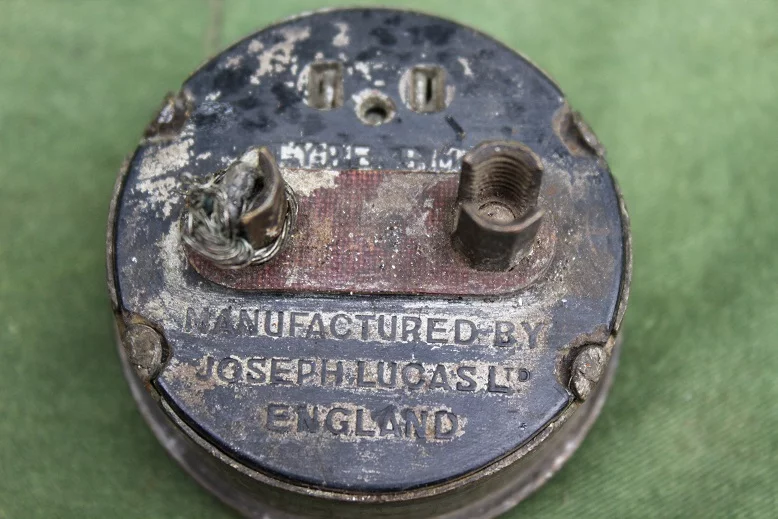 MANUFACTURED BY
JOSEPH LUCAS LTD
ENGLAND